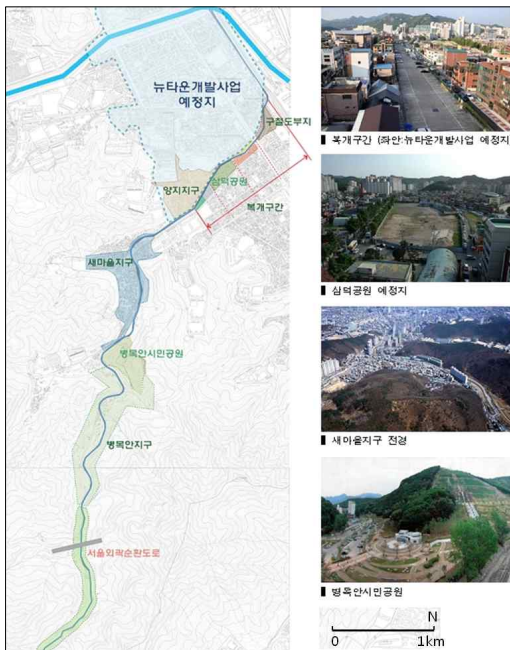 뉴타운개발사업
예정지
구철도부지
삼덕공원
양지지구
복개구간
새마을지구
병목안시민공원
병목안지구
서울외곽순환도로
복개구간 (좌안:뉴타운개발사업 예정지
삼덕공원 예정지
새마을지구 전경
병목안시민공원
N
0 1km